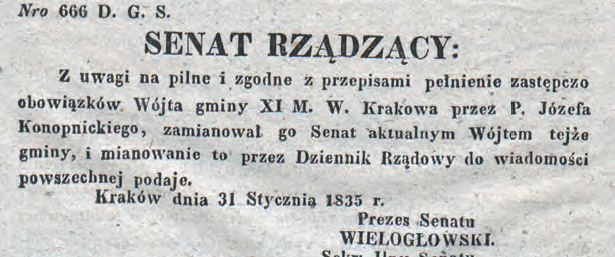 Nro 666 D. G. S.
SENAT RZĄDZĄCY:
Z uwagi na pilne i zgodne z przepisami pełnienie zastępczo
obowiązków Wójta gminy XI M. W. Krakowa przez P. Józefa
Konopnickiego, zamianował go Senat aktualnym Wójtem tejże
gminy, i mianowanie to przez Dziennik Rządowy do wiadomości
powszechnej podaje.
Kraków dnia 31 Stycznia 1835 r.
Prezes Senatu
WIELOGŁOWSKI.